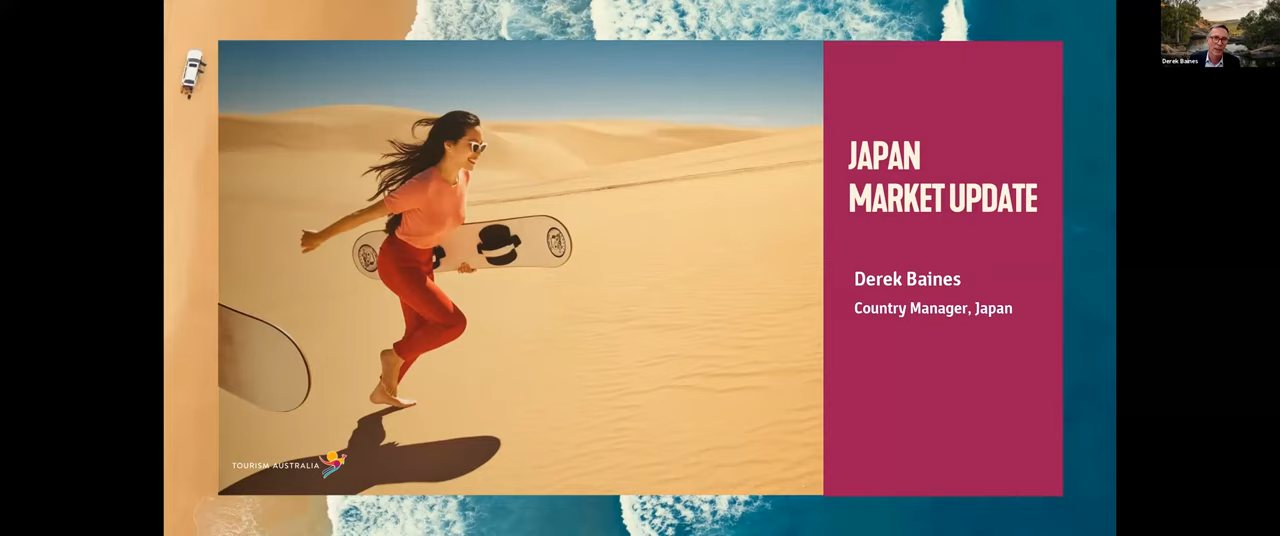 JAPAN
MARKET UPDATE
Derek Baines
Country Manager, Japan
TOURISM AUSTRALIA
Derek Baines